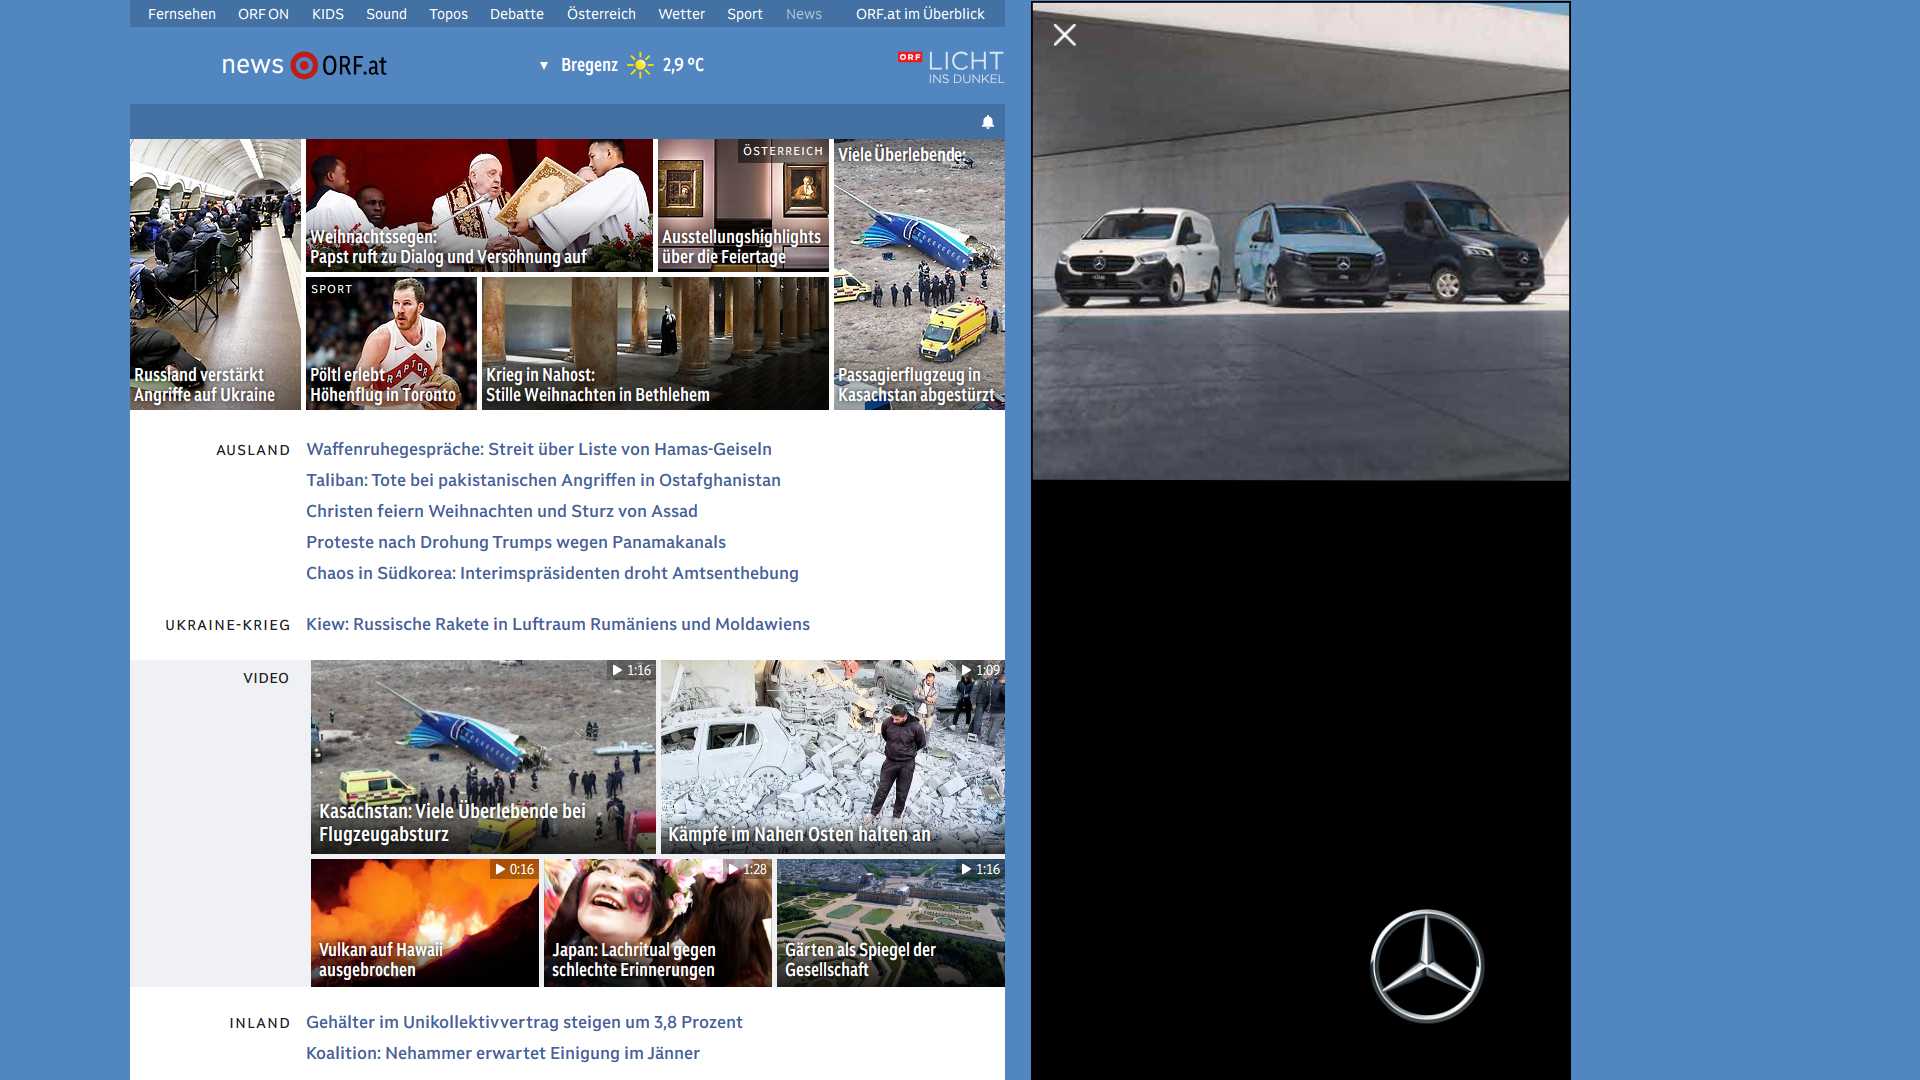 Fernsehen ORF ON KIDS Sound Topos Debatte Österreich Wetter Sport News ORF.at im Überblick
news ORF.at
▼ Bregenz 2,9 °C
ORF LICHT
INS DUNKEL
Russland verstärkt
Angriffe auf Ukraine
Weihnachtssegen:
Papst ruft zu Dialog und Versöhnung auf
ÖSTERREICH
Ausstellungshighlights
über die Feiertage
Viele Überlebende:
Passagierflugzeug in
Kasachstan abgestürzt
SPORT
RAPTOR
Pöltl erlebt
Höhenflug in Toronto
Krieg in Nahost:
Stille Weihnachten in Bethlehem
AUSLAND
Waffenruhegespräche: Streit über Liste von Hamas-Geiseln
Taliban: Tote bei pakistanischen Angriffen in Ostafghanistan
Christen feiern Weihnachten und Sturz von Assad
Proteste nach Drohung Trumps wegen Panamakanals
Chaos in Südkorea: Interimspräsidenten droht Amtsenthebung
UKRAINE-KRIEG
Kiew: Russische Rakete in Luftraum Rumäniens und Moldawiens
VIDEO
1:16
Kasachstan: Viele Überlebende bei
Flugzeugabsturz
1:09
Kämpfe im Nahen Osten halten an
0:16
Vulkan auf Hawaii
ausgebrochen
1:28
Japan: Lachritual gegen
schlechte Erinnerungen
1:16
Gärten als Spiegel der
Gesellschaft
INLAND
Gehälter im Unikollektivvertrag steigen um 3,8 Prozent
Koalition: Nehammer erwartet Einigung im Jänner